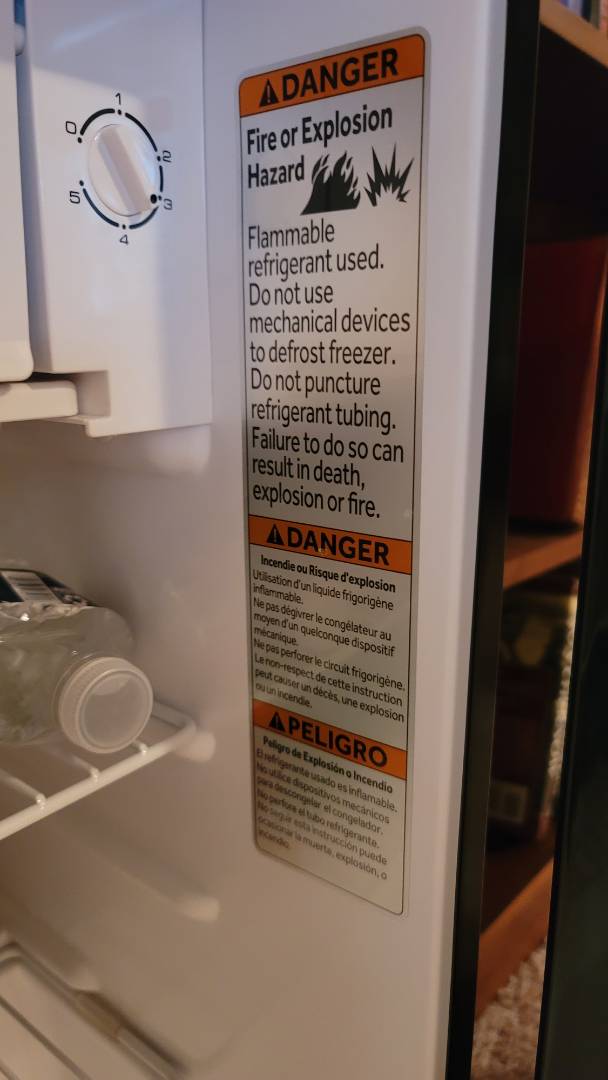 1
0
2
5
3
4
DANGER
Fire or Explosion
Hazard
Flammable
refrigerant used.
Do not use
mechanical devices
to defrost freezer.
Do not puncture
refrigerant tubing.
Failure to do so can
result in death,
explosion or fire.
DANGER
Incendie ou Risque d'explosion
Utilisation d'un liquide frigorigène
inflammable.
Ne pas dégivrer le congélateur au
moyen d'un quelconque dispositif
mécanique.
Ne pas perforer le circuit frigorigène.
Le non-respect de cette instruction
peut causer un décès, une explosion
ou un incendie.
PELIGRO
Peligro de Explosión o Incendio
El refrigerante usado es inflamable.
No utilice dispositivos mecánicos
para descongelar el congelador.
No perfore el tubo refrigerante.
No seguir esta instrucción puede
ocasionar la muerte, explosión, o
incendio.